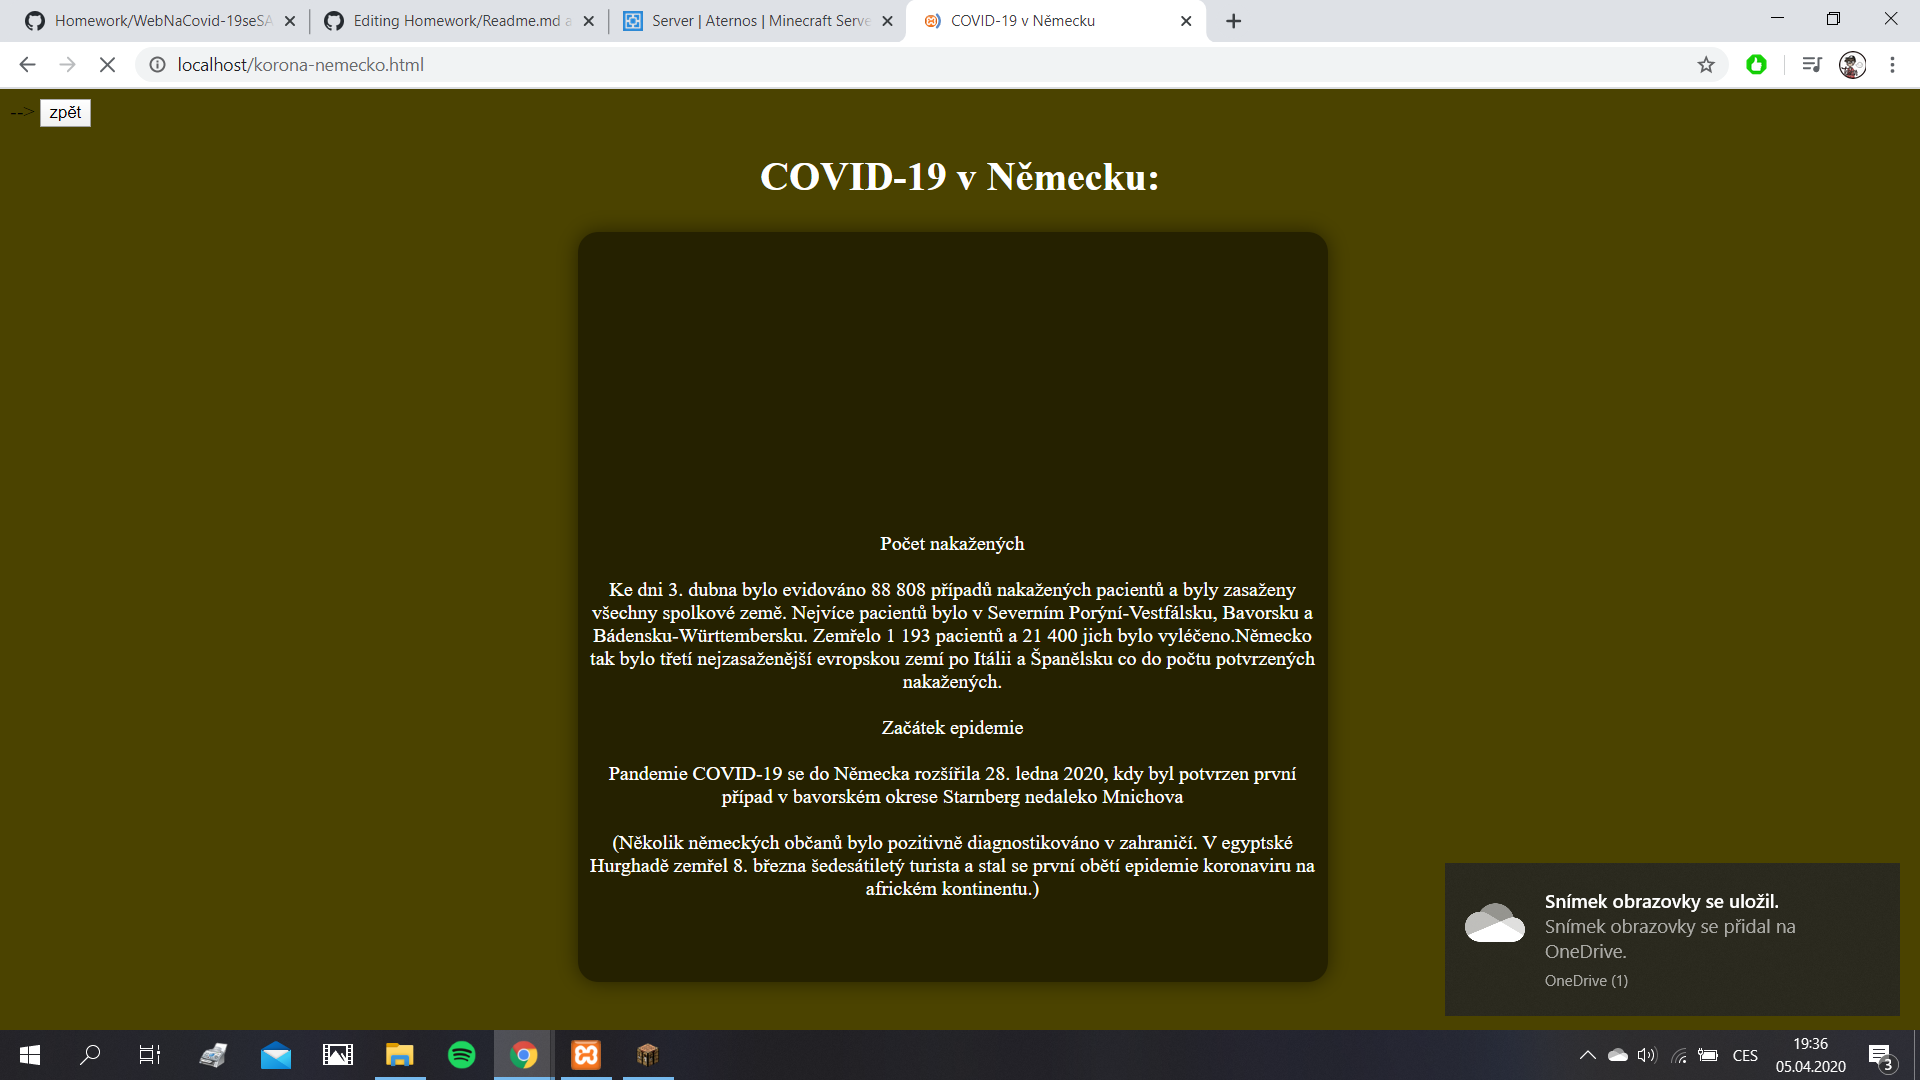 Homework/WebNaCovid-19seSA
Editing Homework/Readme.md a
Server | Aternos | Minecraft Serve
COVID-19 v Německu
localhost/korona-nemecko.html
--> zpět
COVID-19 v Německu:
Počet nakažených
Ke dni 3. dubna bylo evidováno 88 808 případů nakažených pacientů a byly zasaženy
všechny spolkové země. Nejvíce pacientů bylo v Severním Porýní-Vestfálsku, Bavorsku a
Bádensku-Württembersku. Zemřelo 1 193 pacientů a 21 400 jich bylo vyléčeno.Německo
tak bylo třetí nejzasaženější evropskou zemí po Itálii a Španělsku co do počtu potvrzených
nakažených.
Začátek epidemie
Pandemie COVID-19 se do Německa rozšířila 28. ledna 2020, kdy byl potvrzen první
případ v bavorském okrese Starnberg nedaleko Mnichova
(Několik německých občanů bylo pozitivně diagnostikováno v zahraničí. V egyptské
Hurghadě zemřel 8. března šedesátiletý turista a stal se první obětí epidemie koronaviru na
africkém kontinentu.)
Snímek obrazovky se uložil.
Snímek obrazovky se přidal na
OneDrive.
OneDrive (1)
CES
19:36
05.04.2020
3